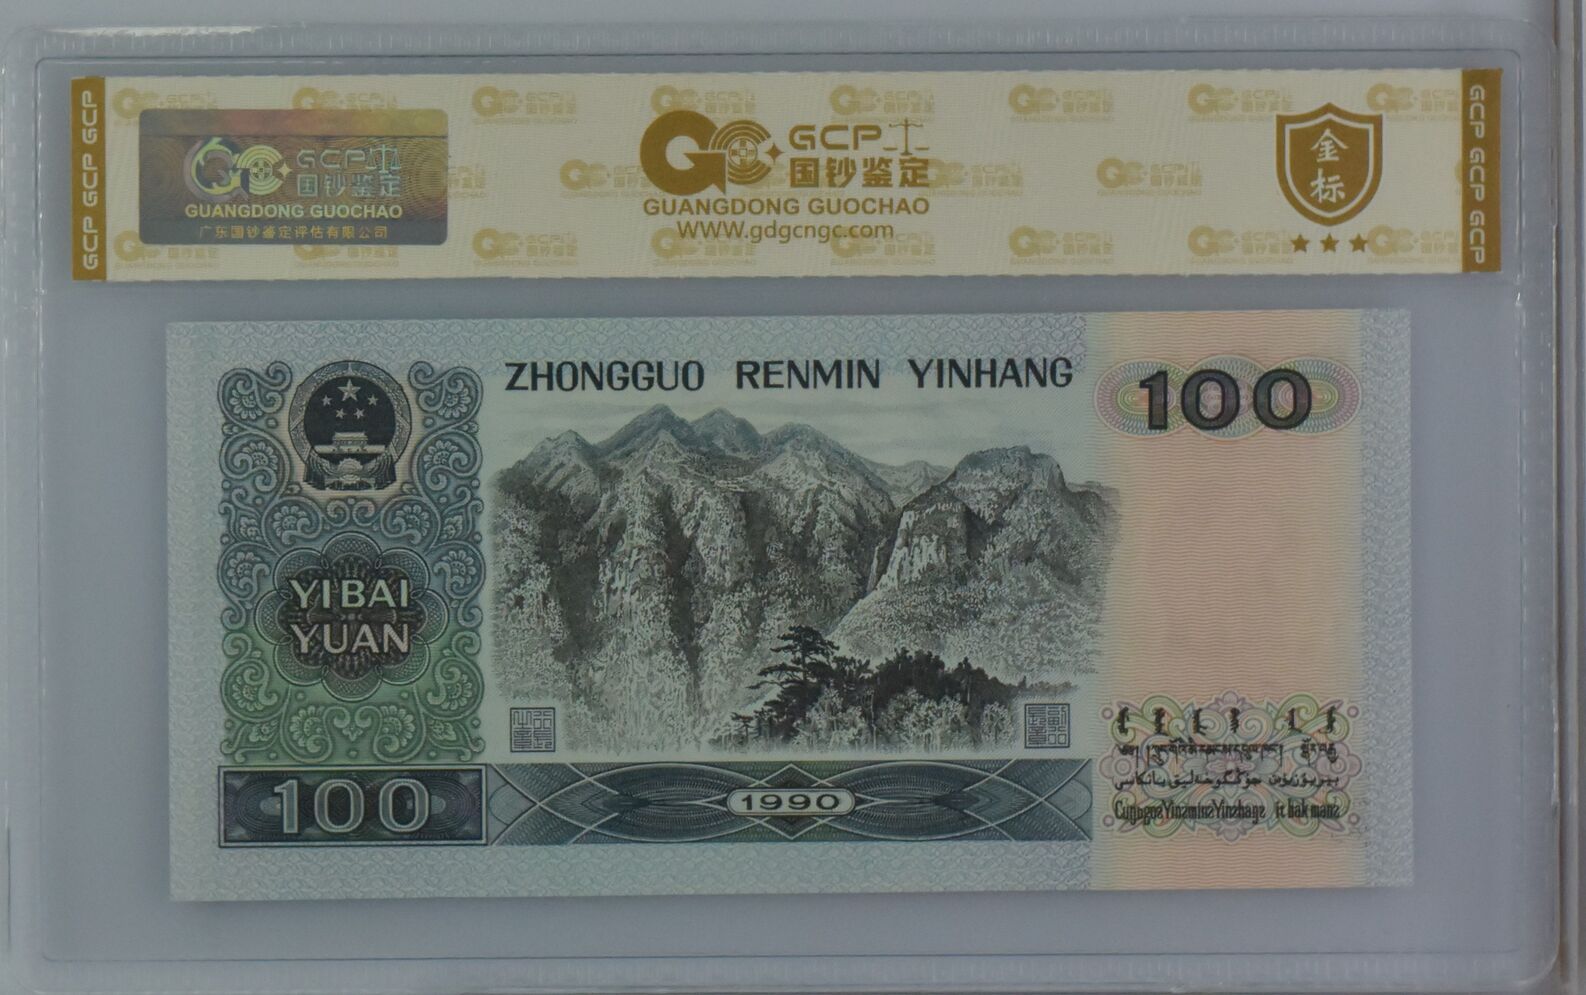 GCP GCP GCP
GCP
国钞鉴定
GUANGDONG GUOCHAO
广东国钞鉴定评估有限公司
GCP
国钞鉴定
GUANGDONG GUOCHAO
WWW.gdgcngc.com
金标
GCP GCP GCP
ZHONGGUO RENMIN YINHANG
100
YI BAI
YUAN
100
1990